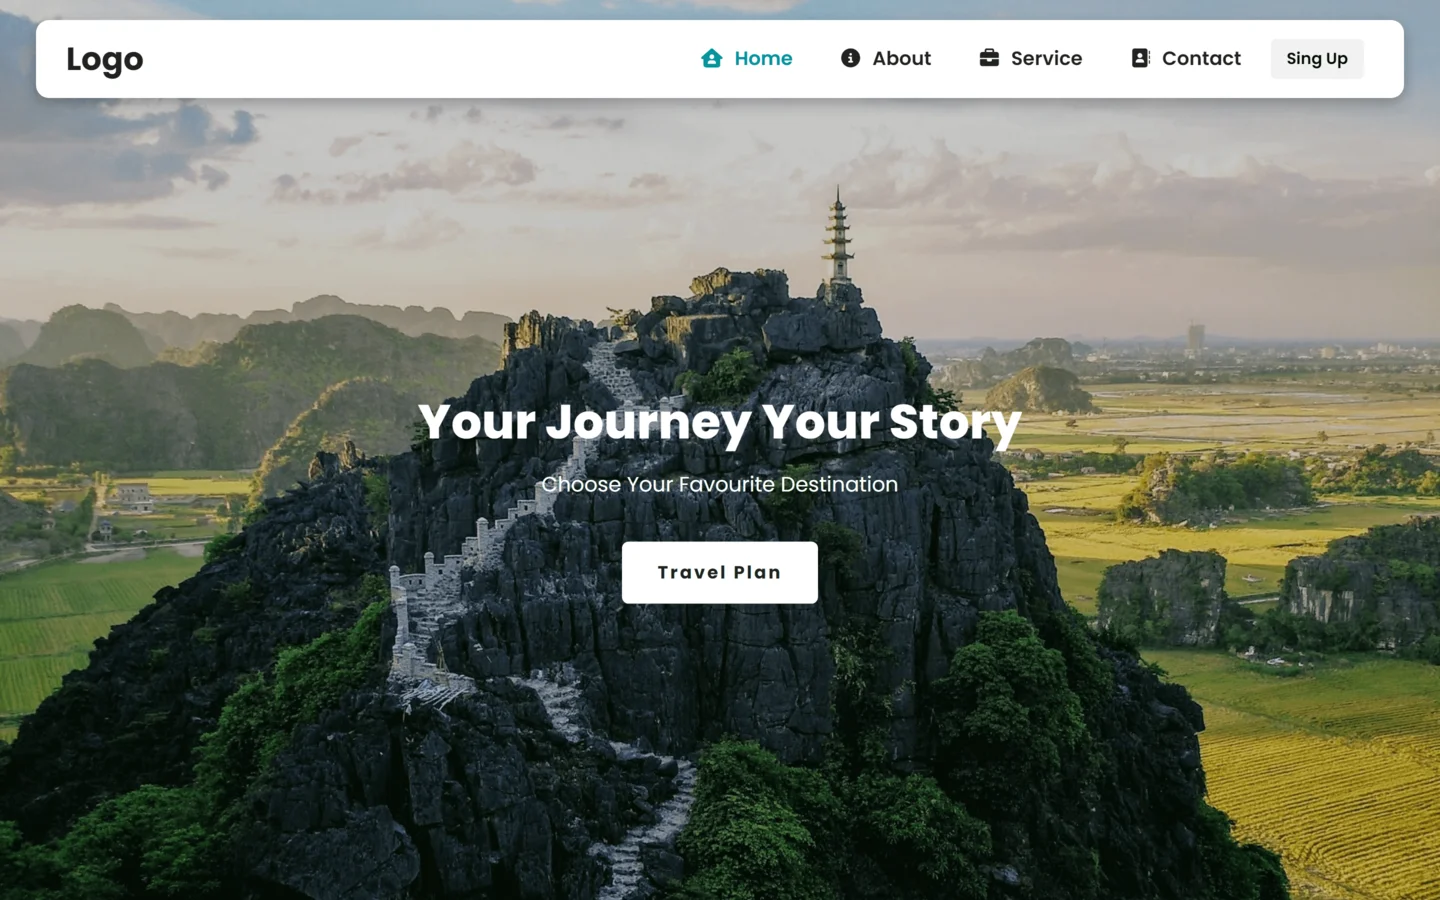 Logo
Home
About
Service
Contact
Sing Up
Your Journey Your Story
Choose Your Favourite Destination
Travel Plan